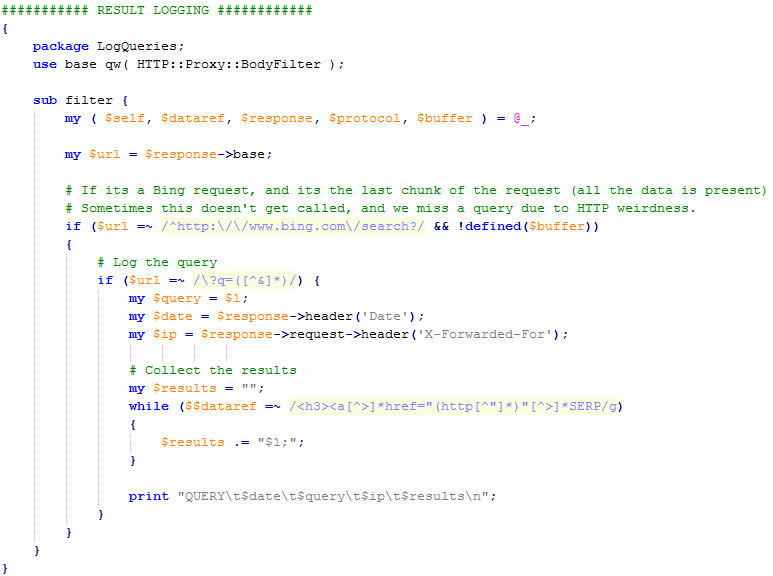 ########### RESULT LOGGING ############
{
    package LogQueries;
    use base qw( HTTP::Proxy::BodyFilter );

    sub filter {
        my ( $self, $dataref, $response, $protocol, $buffer ) = @_;

        my $url = $response->base;

        # If its a Bing request, and its the last chunk of the request (all the data is present)
        # Sometimes this doesn't get called, and we miss a query due to HTTP weirdness.
        if ($url =~ /^http:\/\/www.bing.com\/search?/ && !defined($buffer))
        {
            # Log the query
            if ($url =~ /\?q=([^&]*)/) {
                my $query = $1;
                my $date = $response->header('Date');
                my $ip = $response->request->header('X-Forwarded-For');

                # Collect the results
                my $results = "";
                while ($$dataref =~ /<h3><a[^>]*href="(http[^"]*)"[^>]*SERP/g)
                {
                    $results .= "$1;";
                }

                print "QUERY\t$date\t$query\t$ip\t$results\n";
            }
        }
    }
}